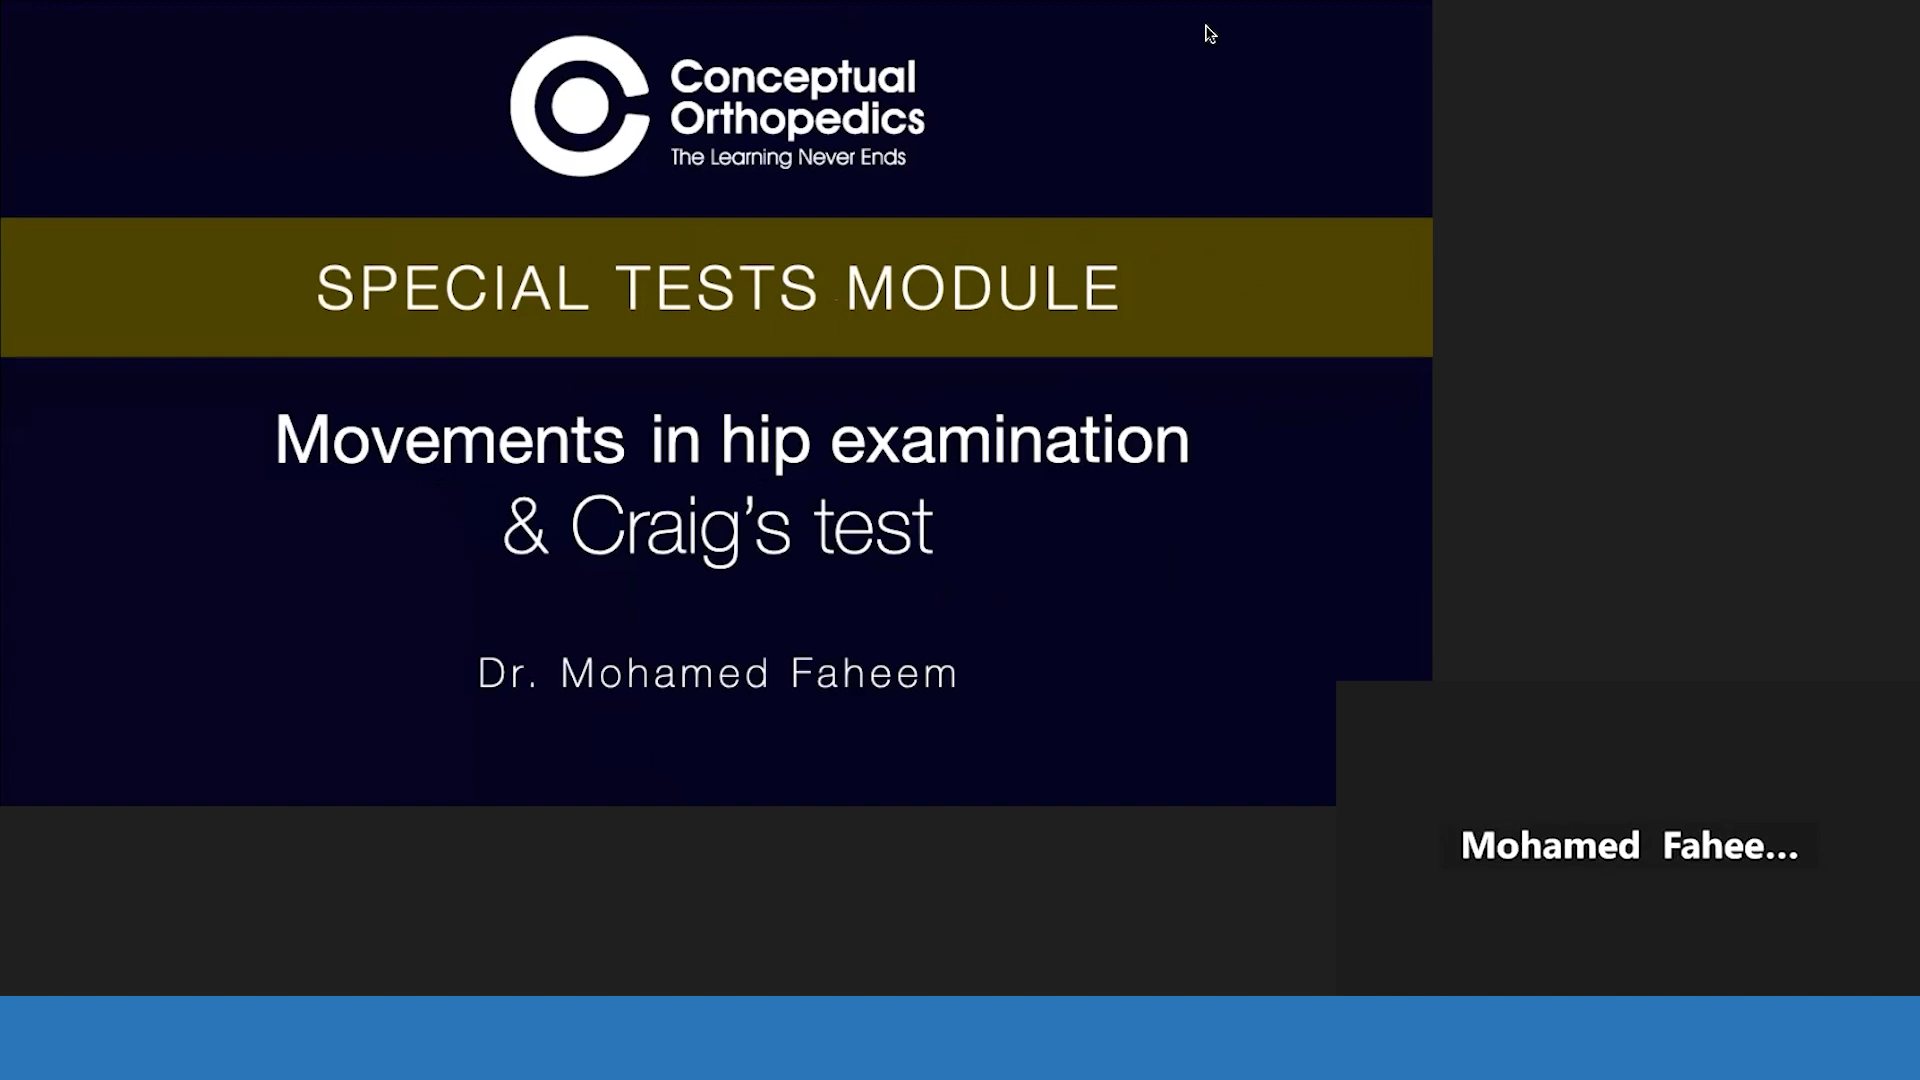 Conceptual
Orthopedics
The Learning Never Ends
SPECIAL TESTS MODULE
Movements in hip examination
& Craig’s test
Dr. Mohamed Faheem
Mohamed Fahee...